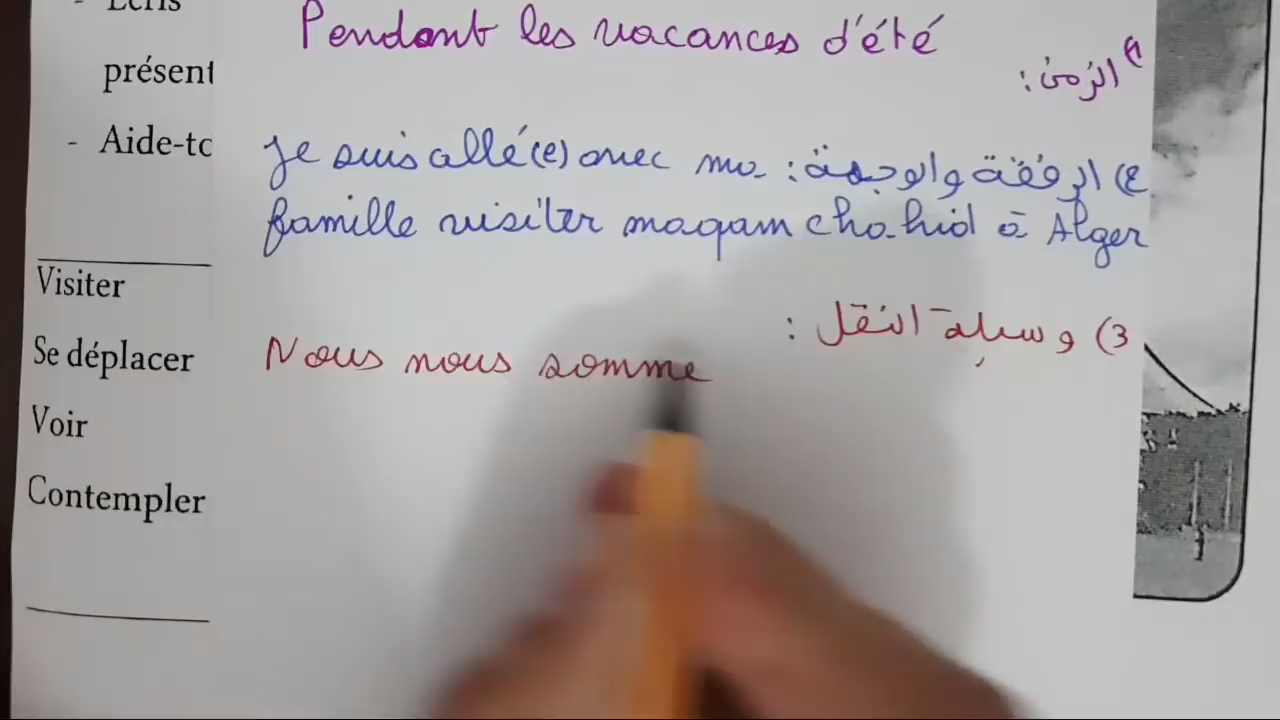 - Ecris
présent
- Aide-to
Visiter
Se déplacer
Voir
Contempler
Pendant les vacances d'été
1) الزمن :
2) الرفقة والوجهة : Je suis allé(e) avec ma
famille visiter maqam chahid à Alger
3) وسيلة النقل :
Nous nous somme